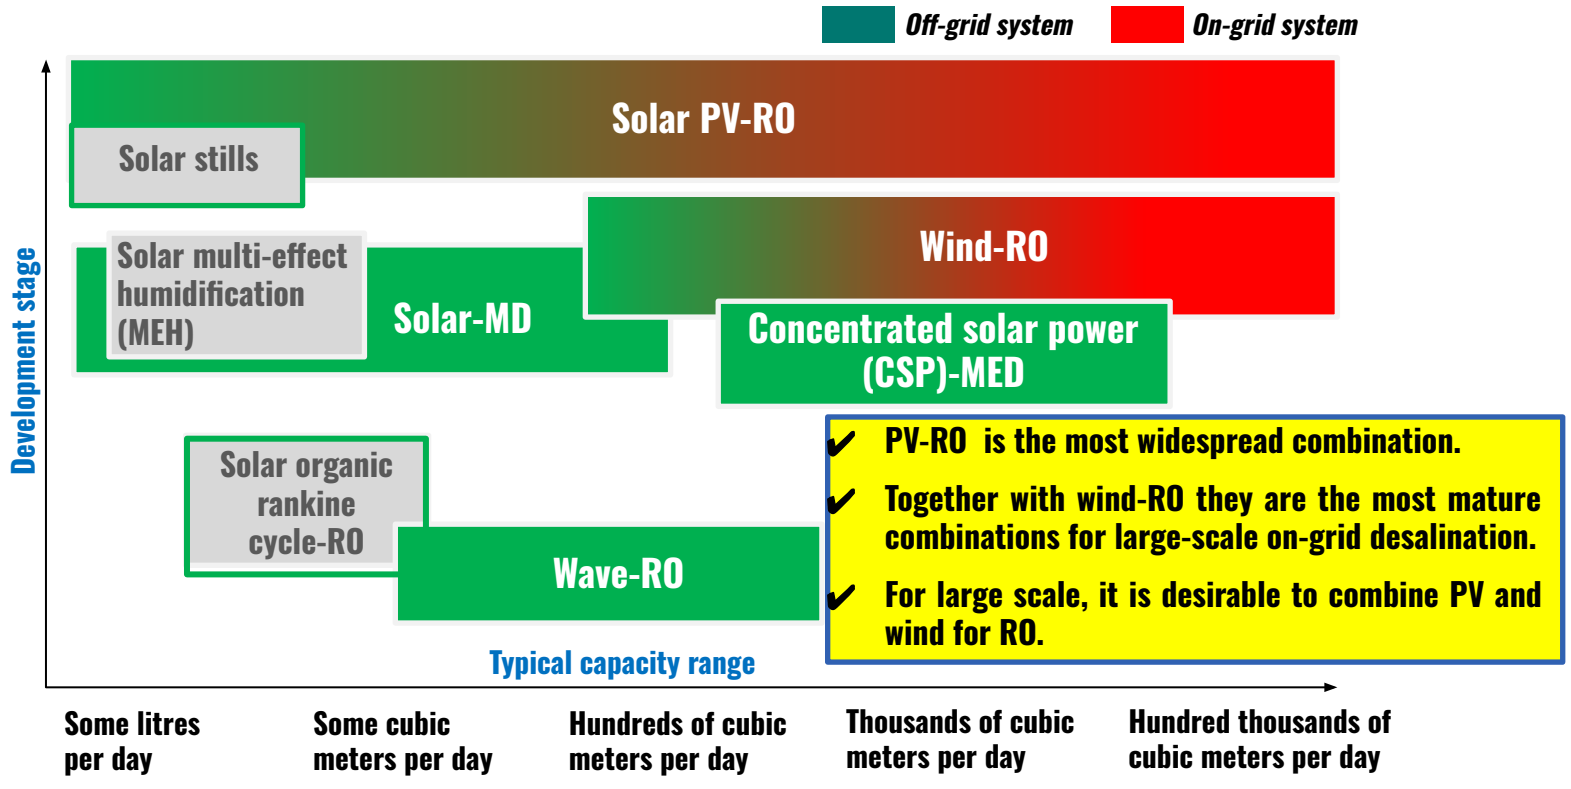 Off-grid system
On-grid system
Solar PV-RO
Solar stills
Wind-RO
Solar multi-effect
humidification
(MEH)
Solar-MD
Concentrated solar power
(CSP)-MED
Development stage
✔ PV-RO is the most widespread combination.
✔ Together with wind-RO they are the most mature
combinations for large-scale on-grid desalination.
✔ For large scale, it is desirable to combine PV and
wind for RO.
Solar organic
rankine
cycle-RO
Wave-RO
Typical capacity range
Some litres
per day
Some cubic
meters per day
Hundreds of cubic
meters per day
Thousands of cubic
meters per day
Hundred thousands of
cubic meters per day